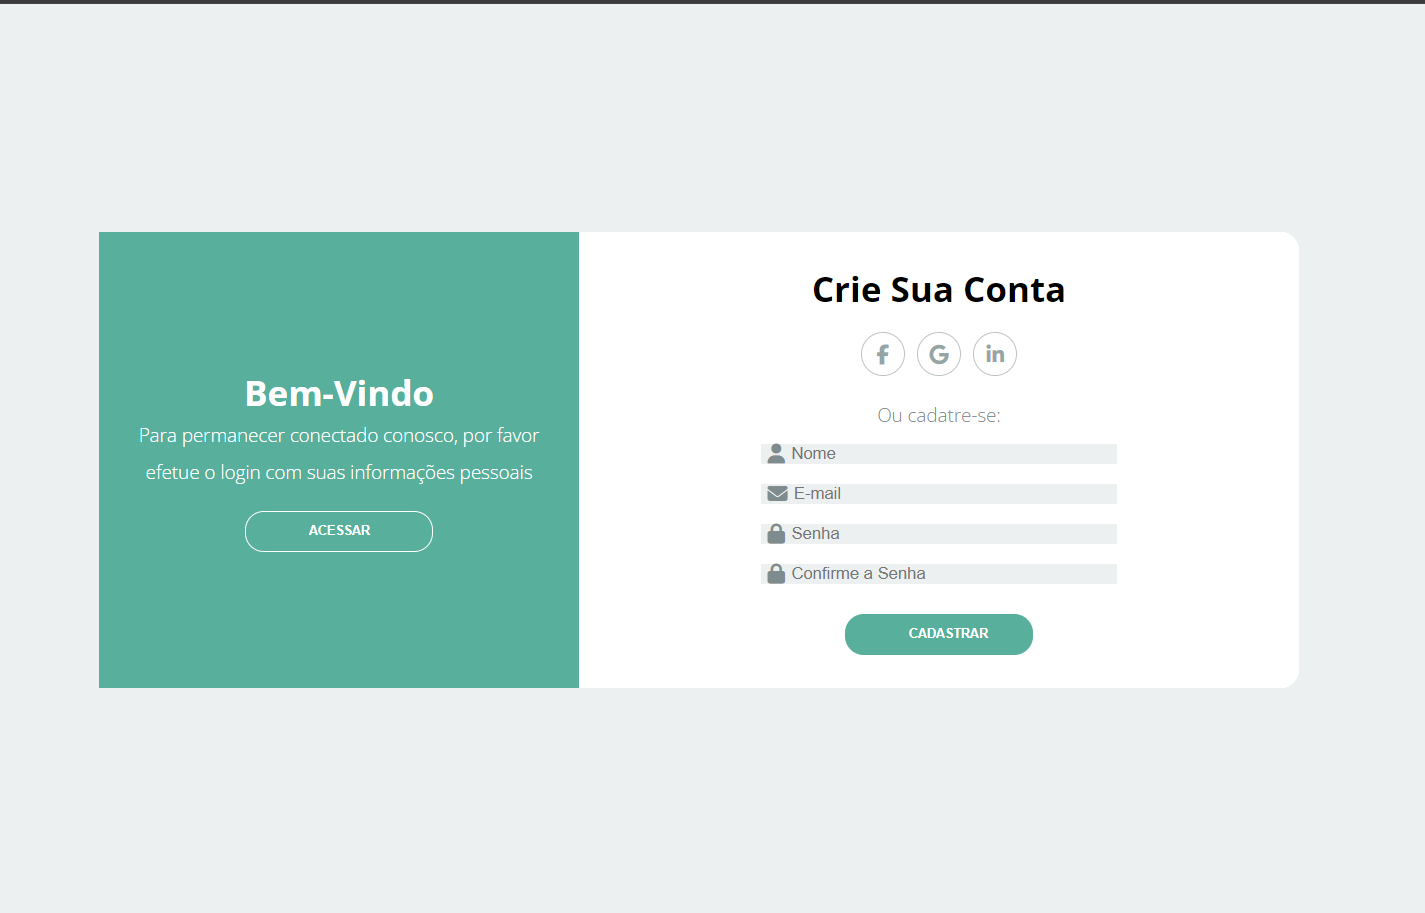 Bem-Vindo
Para permanecer conectado conosco, por favor
efetue o login com suas informações pessoais
ACESSAR
Crie Sua Conta
Ou cadatre-se:
Nome
E-mail
Senha
Confirme a Senha
CADASTRAR